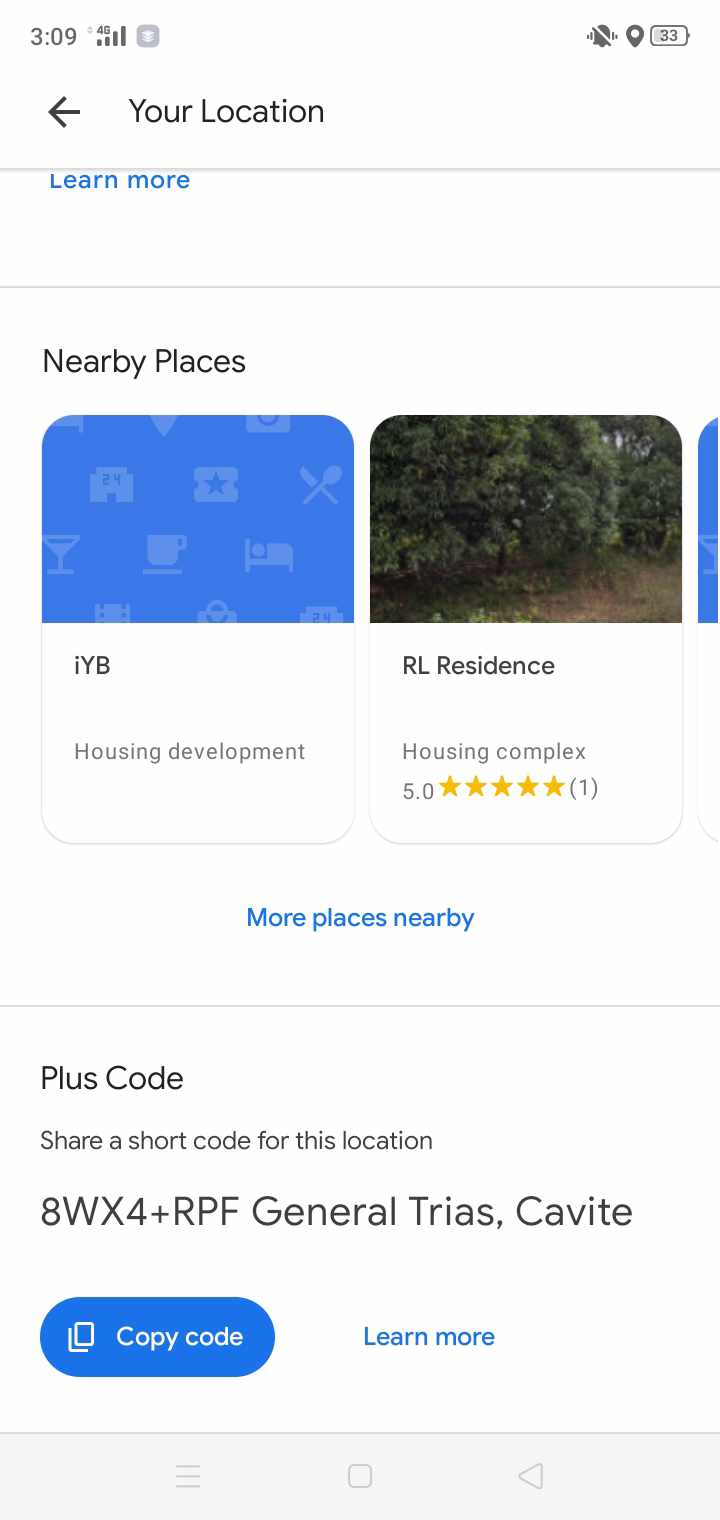 3:09 4G 33
Your Location
Learn more
Nearby Places
24
24
iYB
RL Residence
Housing development
Housing complex
5.0 (1)
More places nearby
Plus Code
Share a short code for this location
8WX4+RPF General Trias, Cavite
Copy code
Learn more